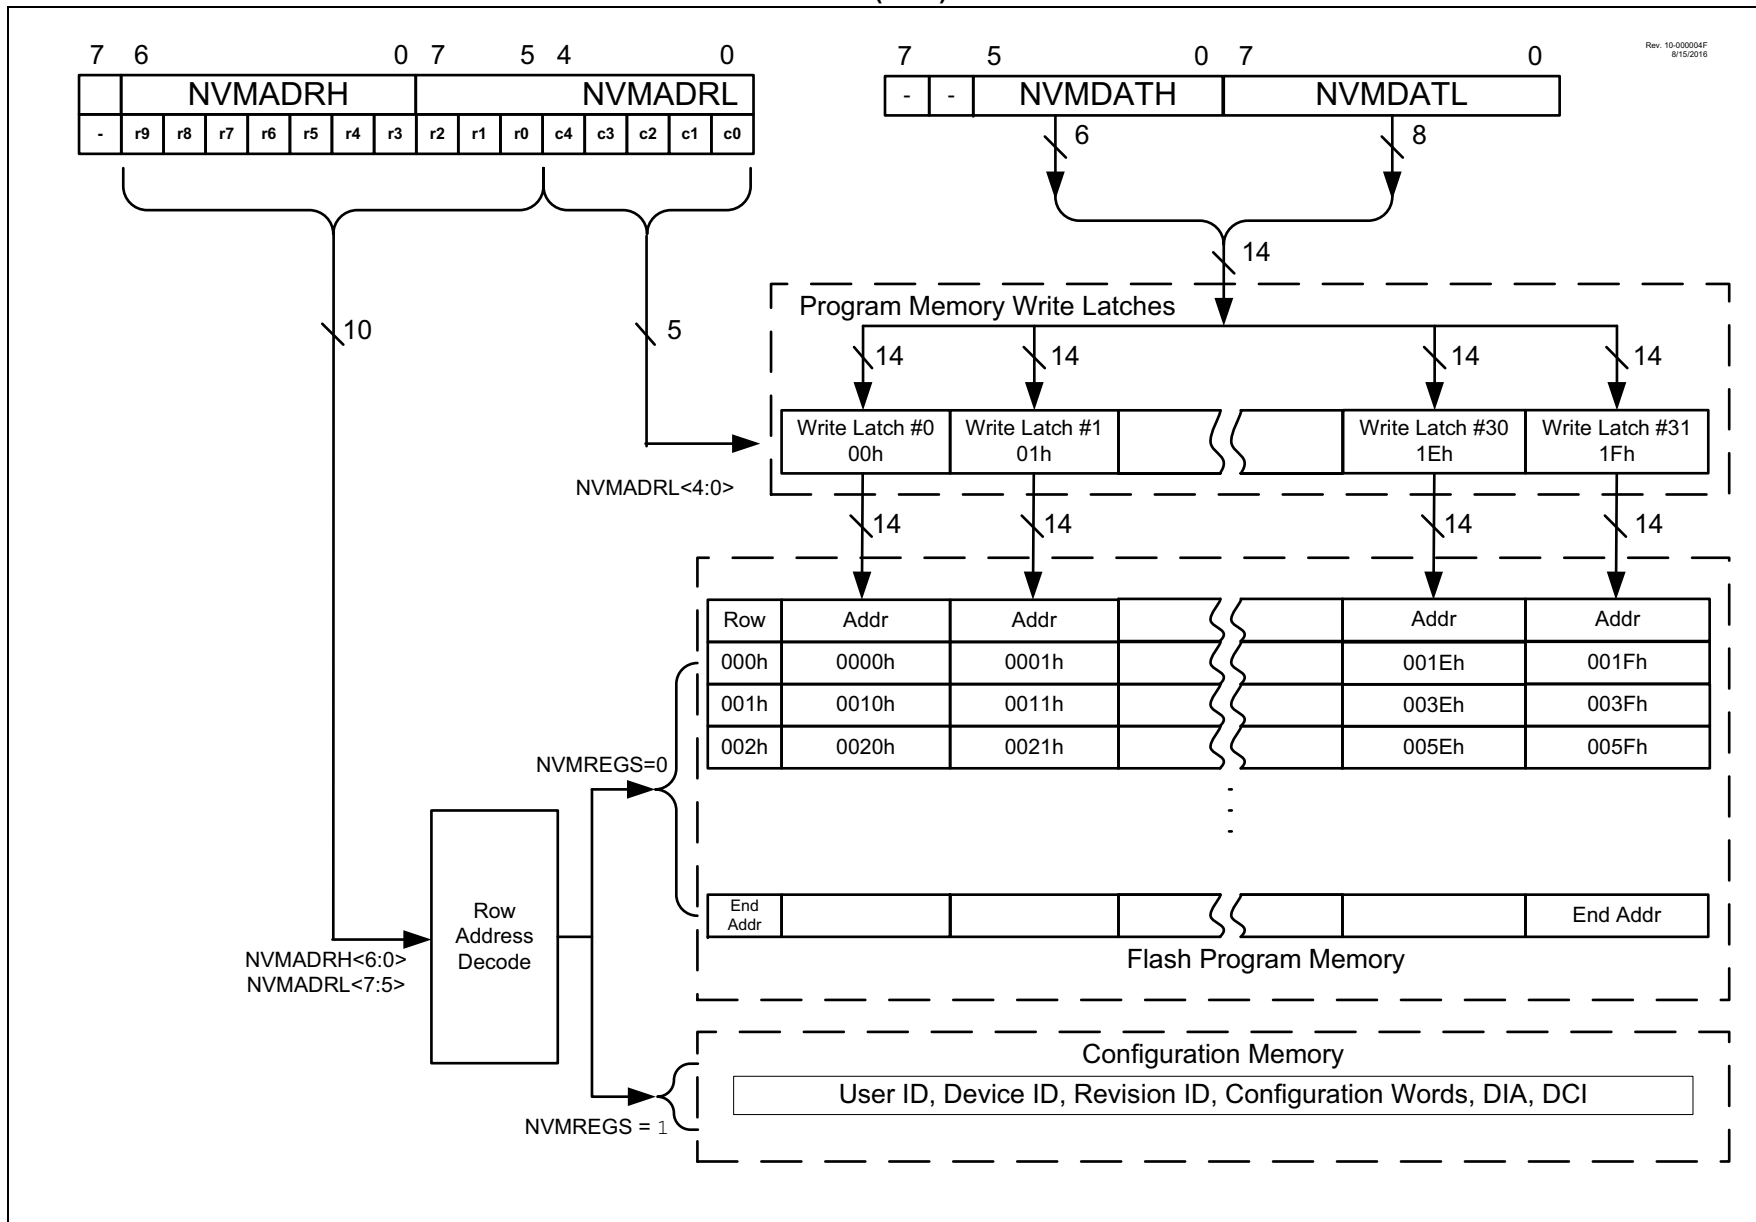 Rev. 10-000004F
8/15/2016
7 6 0 7 5 4 0
NVMADRH NVMADRL
- r9 r8 r7 r6 r5 r4 r3 r2 r1 r0 c4 c3 c2 c1 c0
7 5 0 7 0
- - NVMDATH NVMDATL
6 8
14
10
5
Program Memory Write Latches
14 14 14 14
Write Latch #0 Write Latch #1 Write Latch #30 Write Latch #31
00h 01h 1Eh 1Fh
NVMADRL<4:0>
14 14 14 14
Row Addr Addr Addr Addr
000h 0000h 0001h 001Eh 001Fh
001h 0010h 0011h 003Eh 003Fh
002h 0020h 0021h 005Eh 005Fh
NVMREGS=0
End
Addr
End Addr
Flash Program Memory
Row
Address
Decode
NVMADRH<6:0>
NVMADRL<7:5>
Configuration Memory
User ID, Device ID, Revision ID, Configuration Words, DIA, DCI
NVMREGS = 1